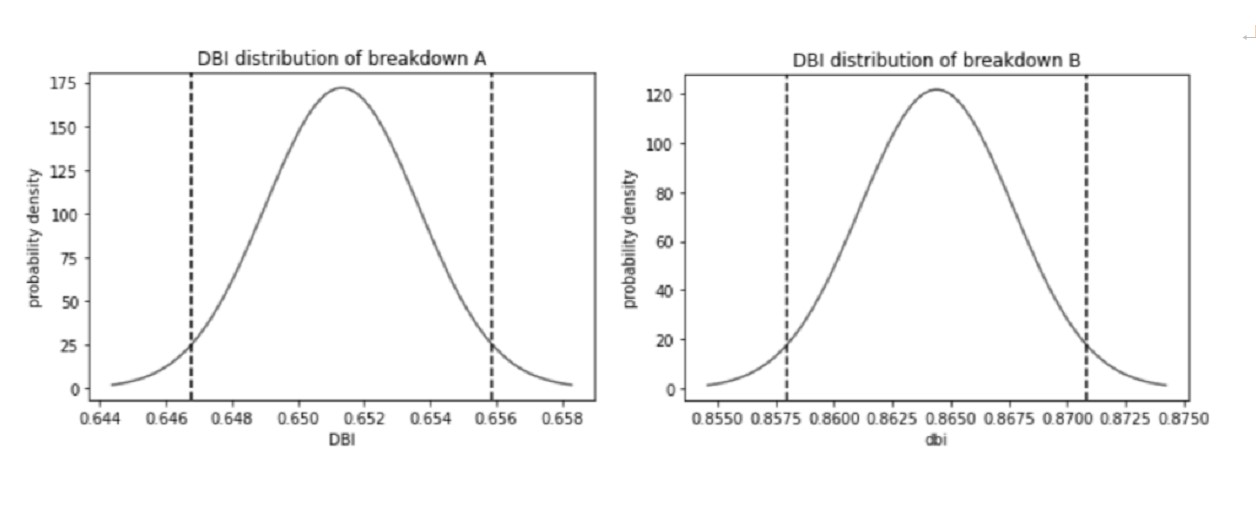 DBI distribution of breakdown A
175
150
125
100
75
50
25
0
probability density
0.644 0.646 0.648 0.650 0.652 0.654 0.656 0.658
DBI
DBI distribution of breakdown B
120
100
80
60
40
20
0
probability density
0.8550 0.8575 0.8600 0.8625 0.8650 0.8675 0.8700 0.8725 0.8750
dbi